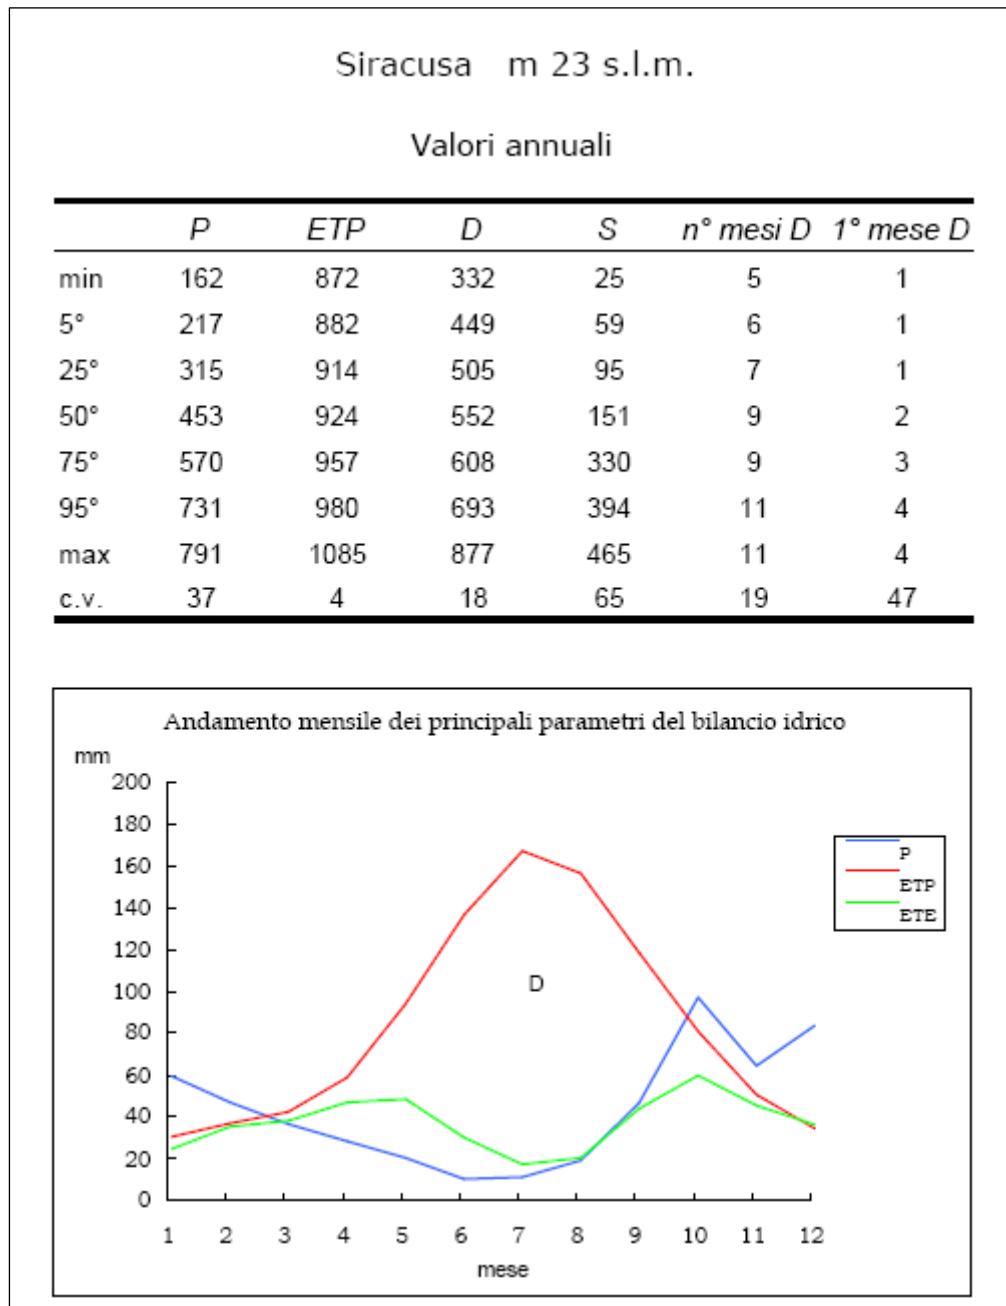 Siracusa m 23 s.l.m.
Valori annuali
P ETP D S n° mesi D 1° mese D
min 162 872 332 25 5 1
5° 217 882 449 59 6 1
25° 315 914 505 95 7 1
50° 453 924 552 151 9 2
75° 570 957 608 330 9 3
95° 731 980 693 394 11 4
max 791 1085 877 465 11 4
c.v. 37 4 18 65 19 47
Andamento mensile dei principali parametri del bilancio idrico
mm
200
180
160
140
120
100
80
60
40
20
0
D
P
ETP
ETE
1 2 3 4 5 6 7 8 9 10 11 12
mese